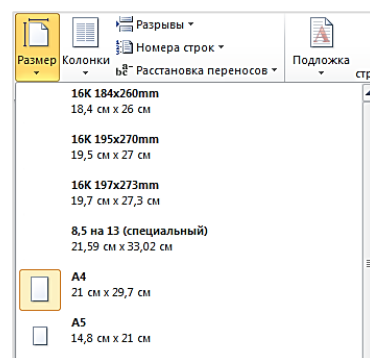 Разрывы
Номера строк
bc Расстановка переносов
Размер Колонки
Подложка
стр
16K 184x260mm
18,4 см x 26 см
16K 195x270mm
19,5 см x 27 см
16K 197x273mm
19,7 см x 27,3 см
8,5 на 13 (специальный)
21,59 см x 33,02 см
A4
21 см x 29,7 см
A5
14,8 см x 21 см